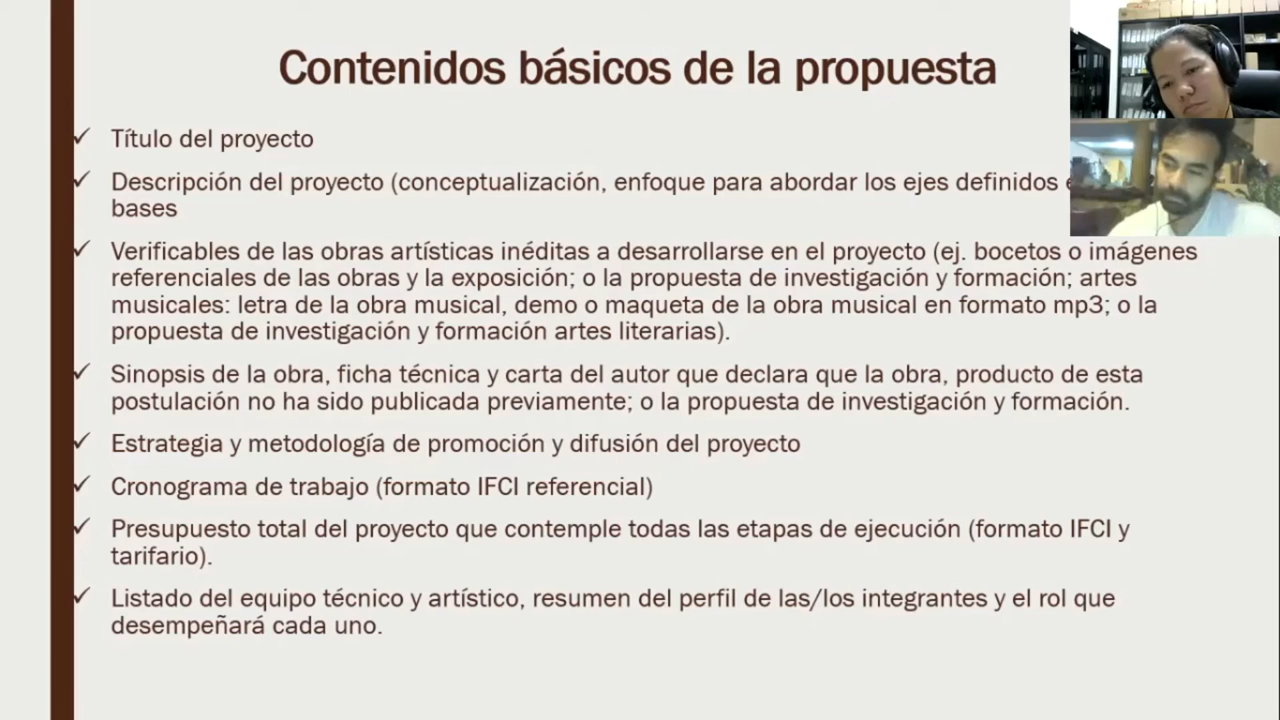 Contenidos básicos de la propuesta
✓ Título del proyecto
✓ Descripción del proyecto (conceptualización, enfoque para abordar los ejes definidos
bases
✓ Verificables de las obras artísticas inéditas a desarrollarse en el proyecto (ej. bocetos o imágenes
referenciales de las obras y la exposición; o la propuesta de investigación y formación; artes
musicales: letra de la obra musical, demo o maqueta de la obra musical en formato mp3; o la
propuesta de investigación y formación artes literarias).
✓ Sinopsis de la obra, ficha técnica y carta del autor que declara que la obra, producto de esta
postulación no ha sido publicada previamente; o la propuesta de investigación y formación.
✓ Estrategia y metodología de promoción y difusión del proyecto
✓ Cronograma de trabajo (formato IFCI referencial)
✓ Presupuesto total del proyecto que contemple todas las etapas de ejecución (formato IFCI y
tarifario).
✓ Listado del equipo técnico y artístico, resumen del perfil de las/los integrantes y el rol que
desempeñará cada uno.